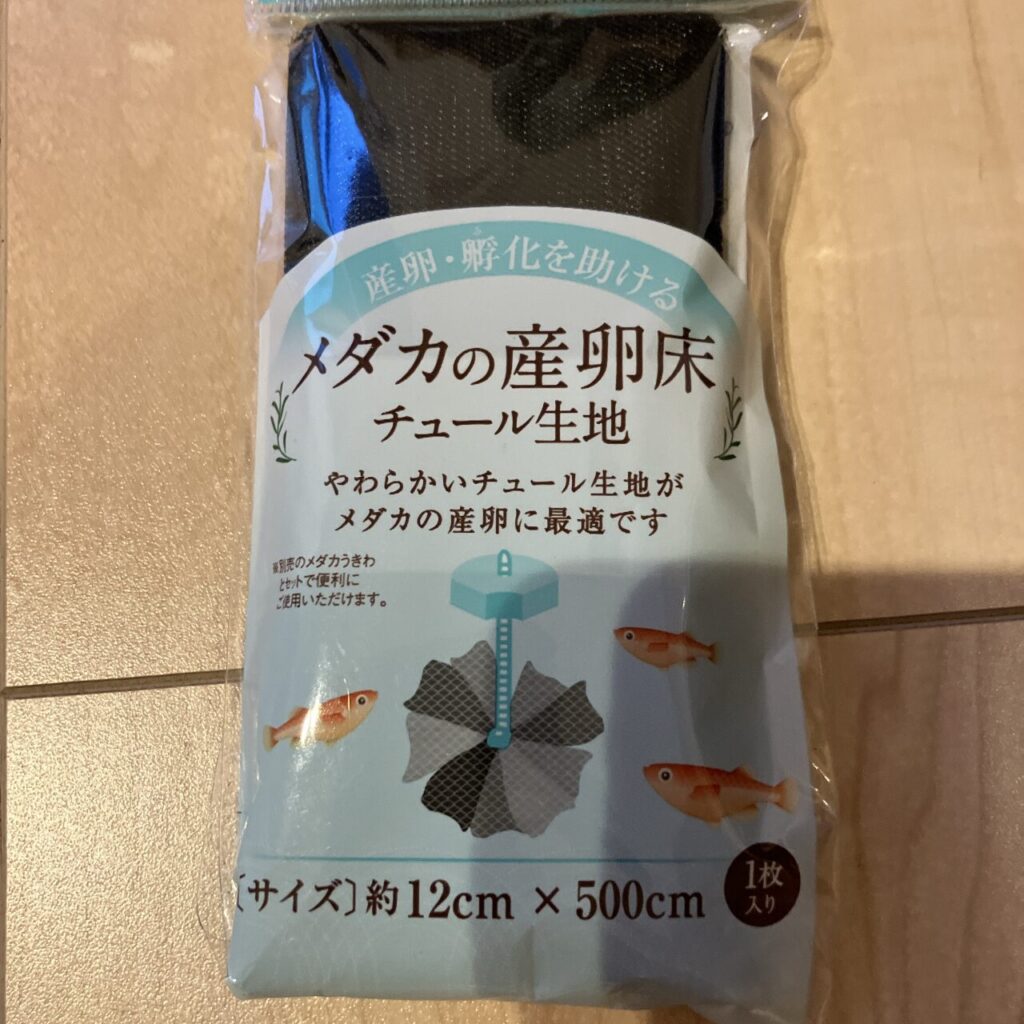 産卵・孵化を助ける
ふ
メダカの産卵床
チュール生地
やわらかいチュール生地が
メダカの産卵に最適です
※別売のメダカうきわ
とセットで便利に
ご使用いただけます。
〔サイズ〕約12cm × 500cm
1枚
入り